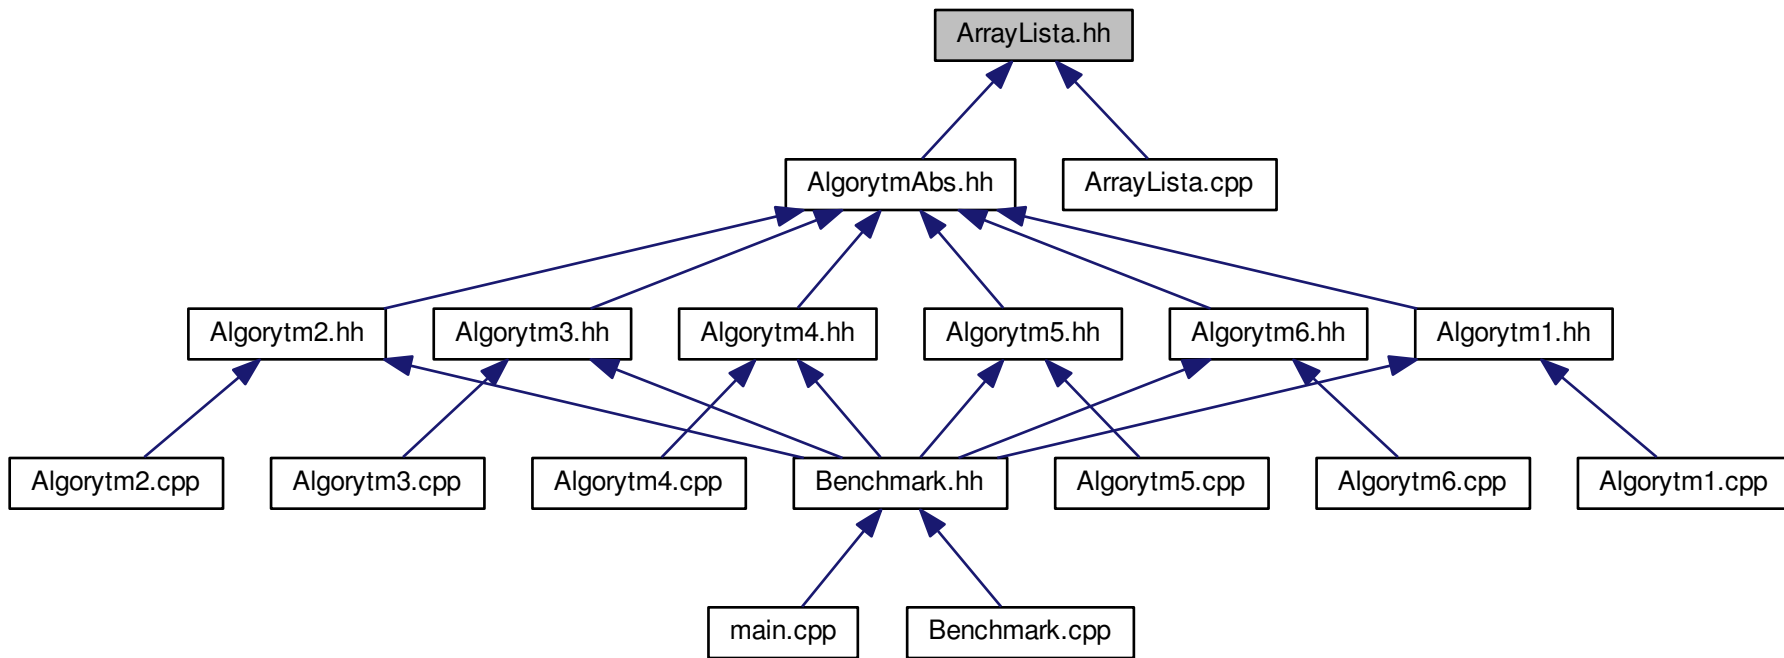 ArrayLista.hh
AlgorytmAbs.hh
ArrayLista.cpp
Algorytm2.hh
Algorytm3.hh
Algorytm4.hh
Algorytm5.hh
Algorytm6.hh
Algorytm1.hh
Algorytm2.cpp
Algorytm3.cpp
Algorytm4.cpp
Benchmark.hh
Algorytm5.cpp
Algorytm6.cpp
Algorytm1.cpp
main.cpp
Benchmark.cpp